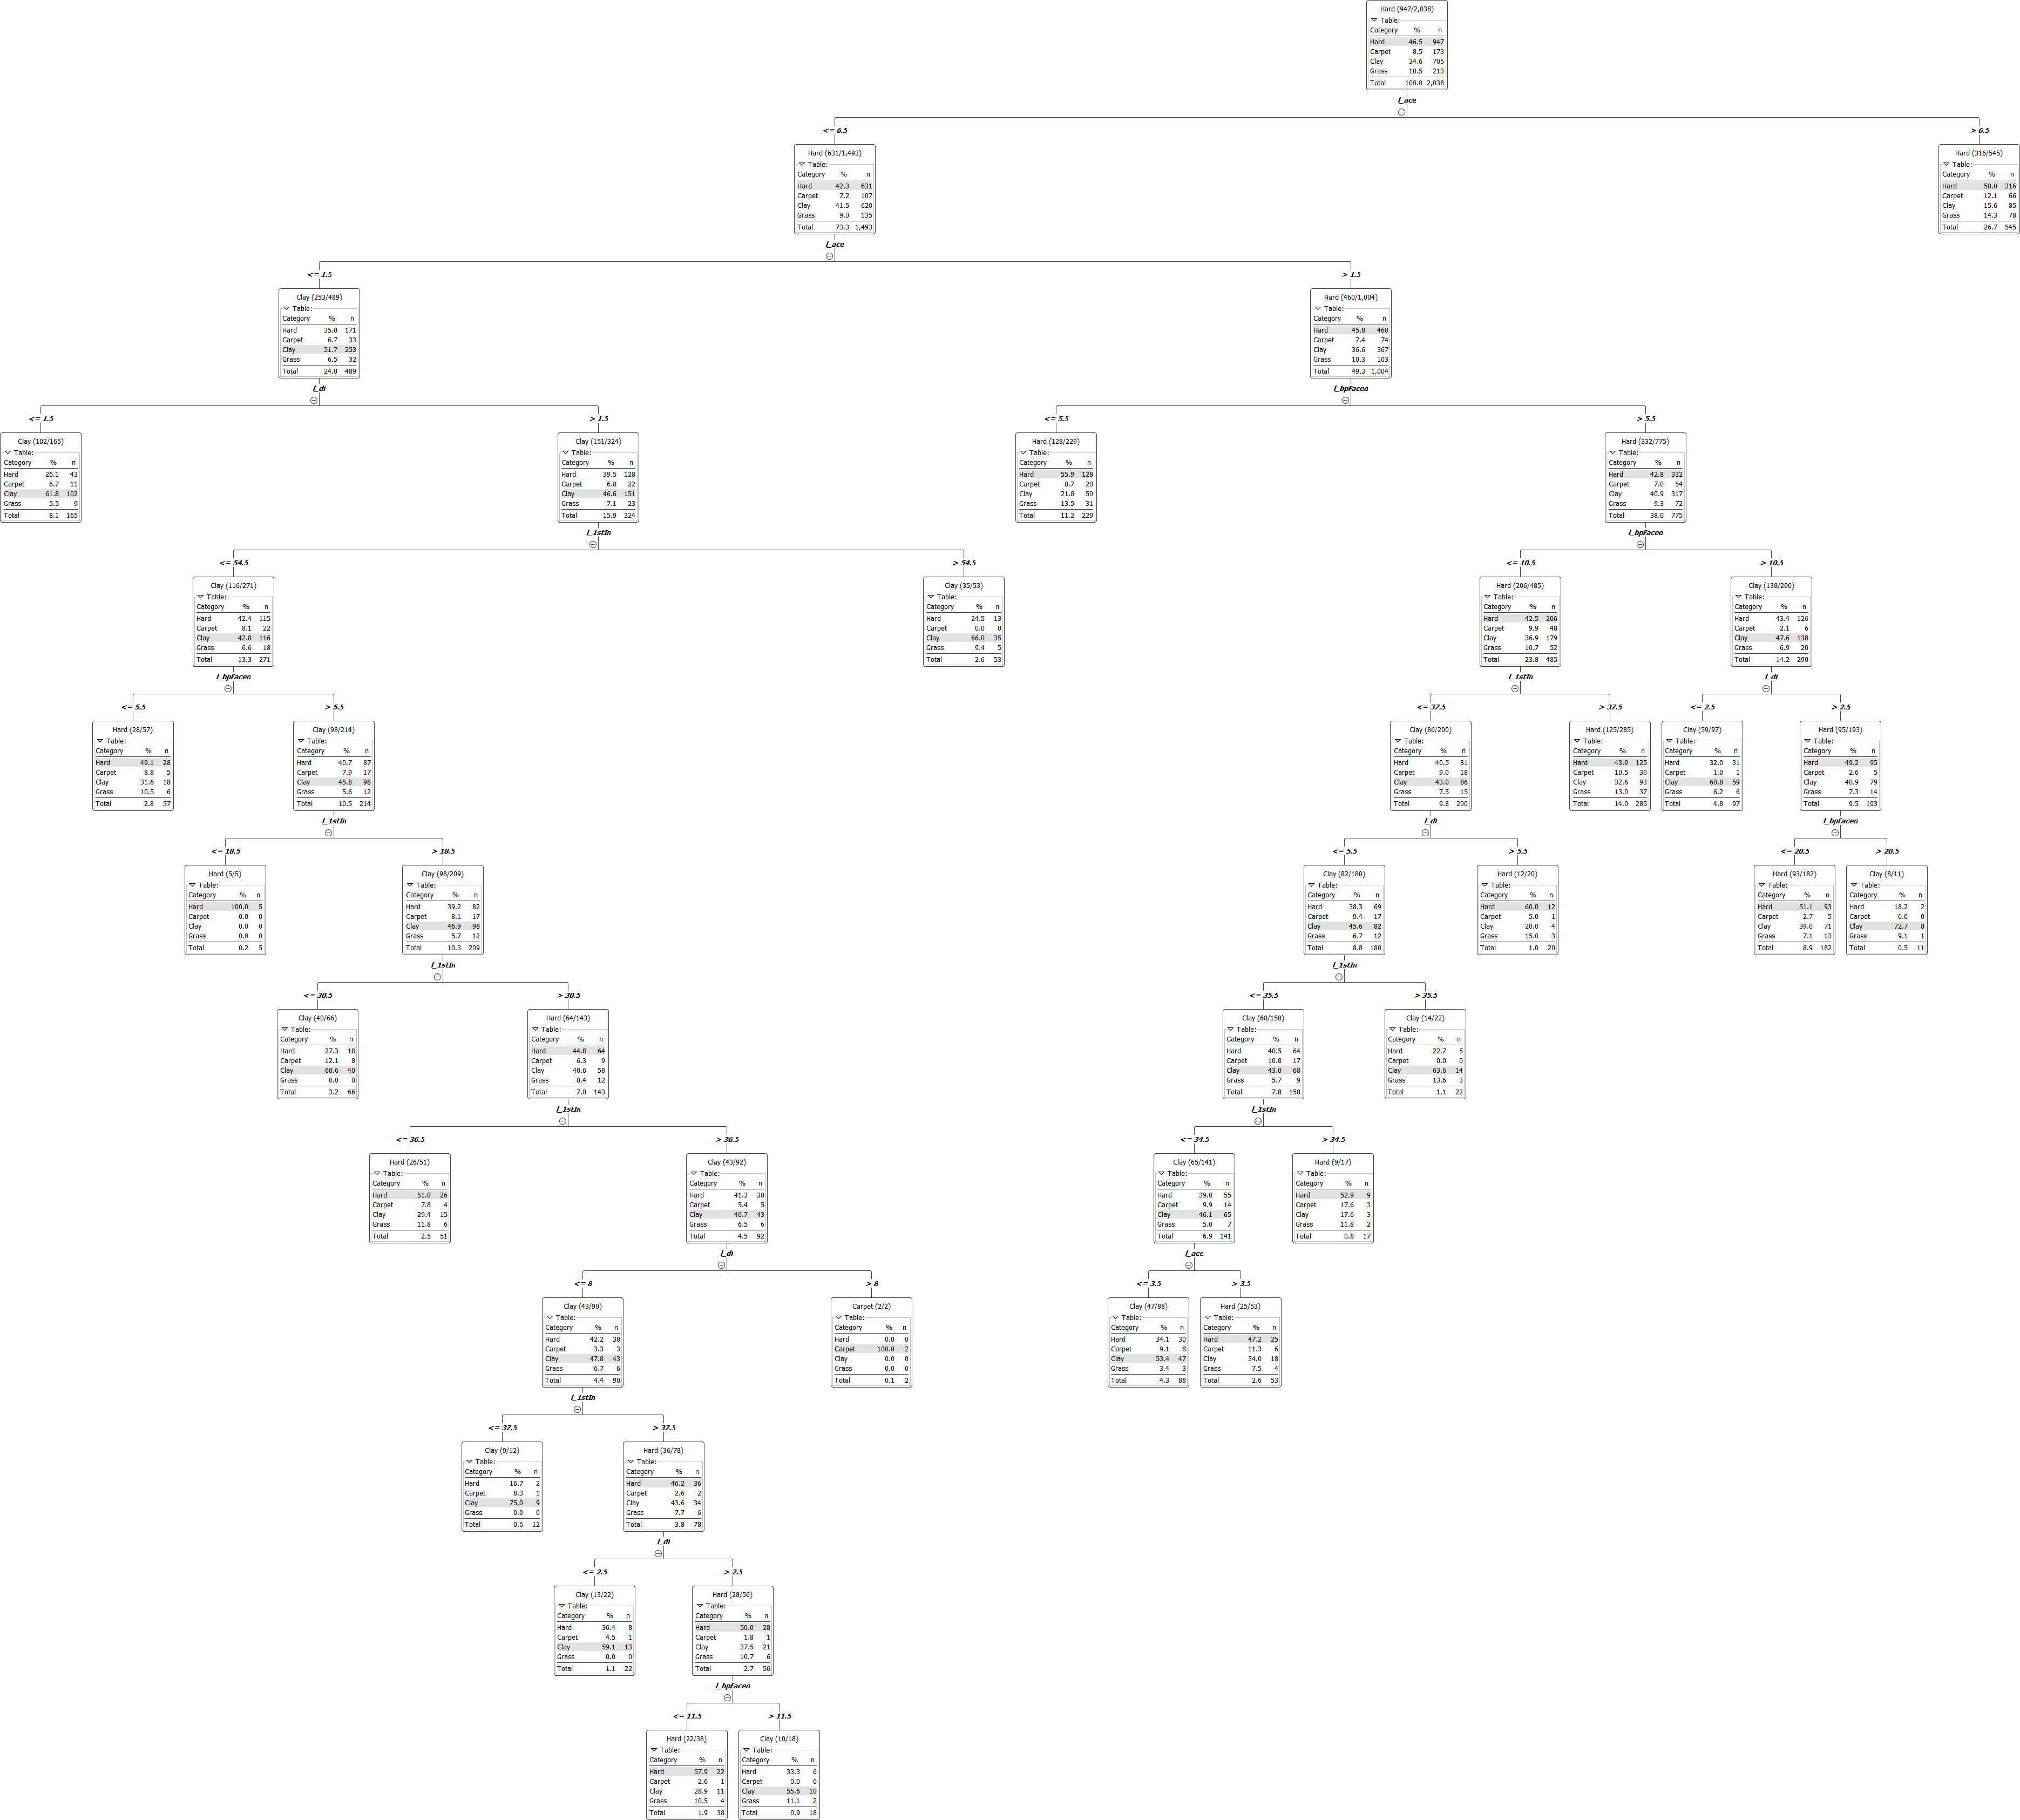 Hard (947/2,038)
Table:
Category % n
Hard 46.5 947
Carpet 8.5 173
Clay 34.6 705
Grass 10.5 213
Total 100.0 2,038
l_ace
<= 6.5
> 6.5
Hard (631/1,493)
Table:
Category % n
Hard 42.3 631
Carpet 7.2 107
Clay 41.5 620
Grass 9.0 135
Total 73.3 1,493
l_ace
Hard (316/545)
Table:
Category % n
Hard 58.0 316
Carpet 12.1 66
Clay 15.6 85
Grass 14.3 78
Total 26.7 545
<= 1.5
> 1.5
Clay (253/489)
Table:
Category % n
Hard 35.0 171
Carpet 6.7 33
Clay 51.7 253
Grass 6.5 32
Total 24.0 489
l_df
Hard (460/1,004)
Table:
Category % n
Hard 45.8 460
Carpet 7.4 74
Clay 36.6 367
Grass 10.3 103
Total 49.3 1,004
l_bpFaced
<= 1.5
> 1.5
<= 5.5
> 5.5
Clay (102/165)
Table:
Category % n
Hard 26.1 43
Carpet 6.7 11
Clay 61.8 102
Grass 5.5 9
Total 8.1 165
Clay (151/324)
Table:
Category % n
Hard 39.5 128
Carpet 6.8 22
Clay 46.6 151
Grass 7.1 23
Total 15.9 324
l_1stIn
Hard (128/229)
Table:
Category % n
Hard 55.9 128
Carpet 8.7 20
Clay 21.8 50
Grass 13.5 31
Total 11.2 229
Hard (332/775)
Table:
Category % n
Hard 42.8 332
Carpet 7.0 54
Clay 40.9 317
Grass 9.3 72
Total 38.0 775
l_bpFaced
<= 54.5
> 54.5
<= 10.5
> 10.5
Clay (116/271)
Table:
Category % n
Hard 42.4 115
Carpet 8.1 22
Clay 42.8 116
Grass 6.6 18
Total 13.3 271
l_bpFaced
Clay (35/53)
Table:
Category % n
Hard 24.5 13
Carpet 0.0 0
Clay 66.0 35
Grass 9.4 5
Total 2.6 53
Hard (206/485)
Table:
Category % n
Hard 42.5 206
Carpet 9.9 48
Clay 36.9 179
Grass 10.7 52
Total 23.8 485
l_1stIn
Clay (138/290)
Table:
Category % n
Hard 43.4 126
Carpet 2.1 6
Clay 47.6 138
Grass 6.9 20
Total 14.2 290
l_df
<= 5.5
> 5.5
<= 37.5
> 37.5
<= 2.5
> 2.5
Hard (28/57)
Table:
Category % n
Hard 49.1 28
Carpet 8.8 5
Clay 31.6 18
Grass 10.5 6
Total 2.8 57
Clay (98/214)
Table:
Category % n
Hard 40.7 87
Carpet 7.9 17
Clay 45.8 98
Grass 5.6 12
Total 10.5 214
l_1stIn
Clay (86/200)
Table:
Category % n
Hard 40.5 81
Carpet 9.0 18
Clay 43.0 86
Grass 7.5 15
Total 9.8 200
l_df
Hard (125/285)
Table:
Category % n
Hard 43.9 125
Carpet 10.5 30
Clay 32.6 93
Grass 13.0 37
Total 14.0 285
Clay (59/97)
Table:
Category % n
Hard 32.0 31
Carpet 1.0 1
Clay 60.8 59
Grass 6.2 6
Total 4.8 97
Hard (95/193)
Table:
Category % n
Hard 49.2 95
Carpet 2.6 5
Clay 40.9 79
Grass 7.3 14
Total 9.5 193
l_bpFaced
<= 18.5
> 18.5
<= 5.5
> 5.5
<= 20.5
> 20.5
Hard (5/5)
Table:
Category % n
Hard 100.0 5
Carpet 0.0 0
Clay 0.0 0
Grass 0.0 0
Total 0.2 5
Clay (98/209)
Table:
Category % n
Hard 39.2 82
Carpet 8.1 17
Clay 46.9 98
Grass 5.7 12
Total 10.3 209
l_1stIn
Clay (82/180)
Table:
Category % n
Hard 38.3 69
Carpet 9.4 17
Clay 45.6 82
Grass 6.7 12
Total 8.8 180
l_1stIn
Hard (12/20)
Table:
Category % n
Hard 60.0 12
Carpet 5.0 1
Clay 20.0 4
Grass 15.0 3
Total 1.0 20
Hard (93/182)
Table:
Category % n
Hard 51.1 93
Carpet 2.7 5
Clay 39.0 71
Grass 7.1 13
Total 8.9 182
Clay (8/11)
Table:
Category % n
Hard 18.2 2
Carpet 0.0 0
Clay 72.7 8
Grass 9.1 1
Total 0.5 11
<= 30.5
> 30.5
<= 35.5
> 35.5
Clay (40/66)
Table:
Category % n
Hard 27.3 18
Carpet 12.1 8
Clay 60.6 40
Grass 0.0 0
Total 3.2 66
Hard (64/143)
Table:
Category % n
Hard 44.8 64
Carpet 6.3 9
Clay 40.6 58
Grass 8.4 12
Total 7.0 143
l_1stIn
Clay (68/158)
Table:
Category % n
Hard 40.5 64
Carpet 10.8 17
Clay 43.0 68
Grass 5.7 9
Total 7.8 158
l_1stIn
Clay (14/22)
Table:
Category % n
Hard 22.7 5
Carpet 0.0 0
Clay 63.6 14
Grass 13.6 3
Total 1.1 22
<= 36.5
> 36.5
<= 34.5
> 34.5
Hard (26/51)
Table:
Category % n
Hard 51.0 26
Carpet 7.8 4
Clay 29.4 15
Grass 11.8 6
Total 2.5 51
Clay (43/92)
Table:
Category % n
Hard 41.3 38
Carpet 5.4 5
Clay 46.7 43
Grass 6.5 6
Total 4.5 92
l_df
Clay (65/141)
Table:
Category % n
Hard 39.0 55
Carpet 9.9 14
Clay 46.1 65
Grass 5.0 7
Total 6.9 141
l_ace
Hard (9/17)
Table:
Category % n
Hard 52.9 9
Carpet 17.6 3
Clay 17.6 3
Grass 11.8 2
Total 0.8 17
<= 8
> 8
<= 3.5
> 3.5
Clay (43/90)
Table:
Category % n
Hard 42.2 38
Carpet 3.3 3
Clay 47.8 43
Grass 6.7 6
Total 4.4 90
l_1stIn
Carpet (2/2)
Table:
Category % n
Hard 0.0 0
Carpet 100.0 2
Clay 0.0 0
Grass 0.0 0
Total 0.1 2
Clay (47/88)
Table:
Category % n
Hard 34.1 30
Carpet 9.1 8
Clay 53.4 47
Grass 3.4 3
Total 4.3 88
Hard (25/53)
Table:
Category % n
Hard 47.2 25
Carpet 11.3 6
Clay 34.0 18
Grass 7.5 4
Total 2.6 53
<= 37.5
> 37.5
Clay (9/12)
Table:
Category % n
Hard 16.7 2
Carpet 8.3 1
Clay 75.0 9
Grass 0.0 0
Total 0.6 12
Hard (36/78)
Table:
Category % n
Hard 46.2 36
Carpet 2.6 2
Clay 43.6 34
Grass 7.7 6
Total 3.8 78
l_df
<= 2.5
> 2.5
Clay (13/22)
Table:
Category % n
Hard 36.4 8
Carpet 4.5 1
Clay 59.1 13
Grass 0.0 0
Total 1.1 22
Hard (28/56)
Table:
Category % n
Hard 50.0 28
Carpet 1.8 1
Clay 37.5 21
Grass 10.7 6
Total 2.7 56
l_bpFaced
<= 11.5
> 11.5
Hard (22/38)
Table:
Category % n
Hard 57.9 22
Carpet 2.6 1
Clay 28.9 11
Grass 10.5 4
Total 1.9 38
Clay (10/18)
Table:
Category % n
Hard 33.3 6
Carpet 0.0 0
Clay 55.6 10
Grass 11.1 2
Total 0.9 18